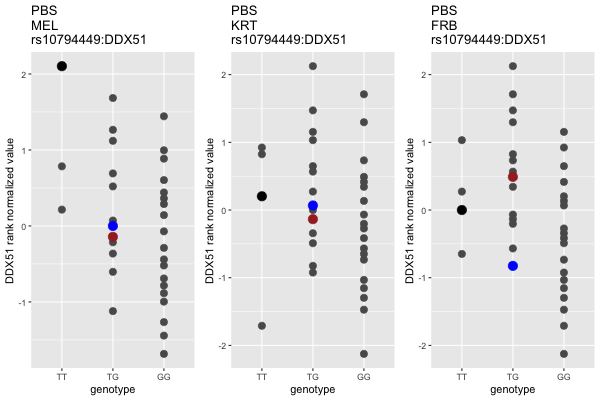 PBS
MEL
rs10794449:DDX51
DDX51 rank normalized value
2
1
0
-1
TT TG GG
genotype
PBS
KRT
rs10794449:DDX51
DDX51 rank normalized value
2
1
0
-1
-2
TT TG GG
genotype
PBS
FRB
rs10794449:DDX51
DDX51 rank normalized value
2
1
0
-1
-2
TT TG GG
genotype